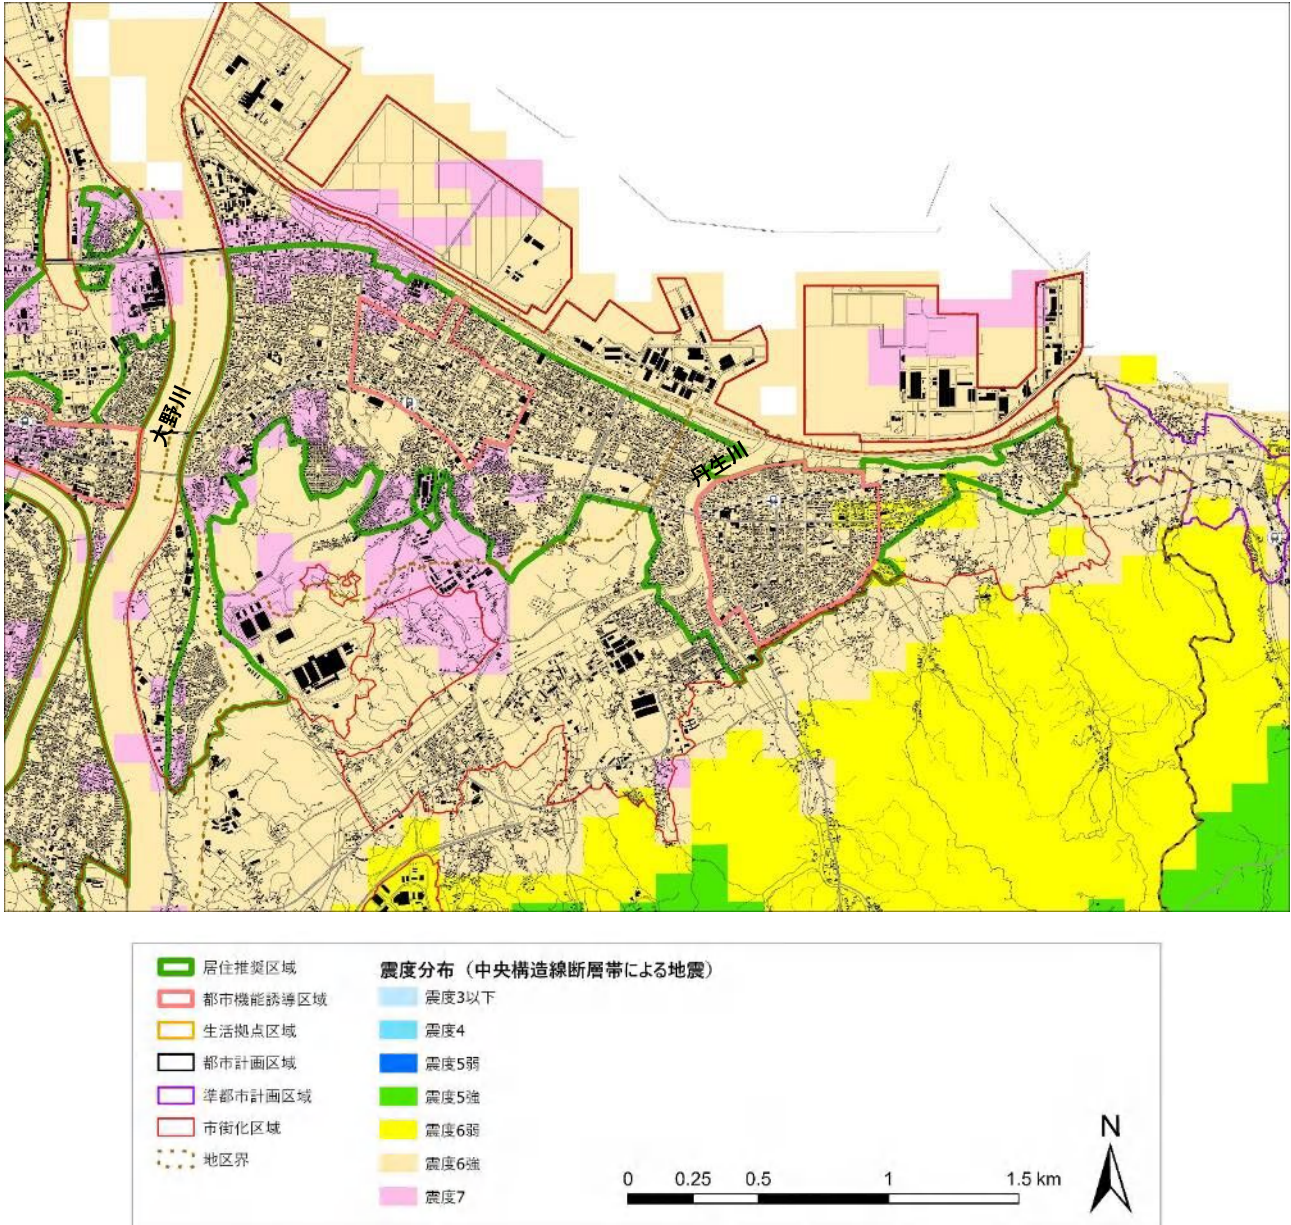 大野川
丹生川
居住推奨区域
都市機能誘導区域
生活拠点区域
都市計画区域
準都市計画区域
市街化区域
地区界
震度分布（中央構造線断層帯による地震）
震度3以下
震度4
震度5弱
震度5強
震度6弱
震度6強
震度7
0 0.25 0.5 1 1.5 km
N